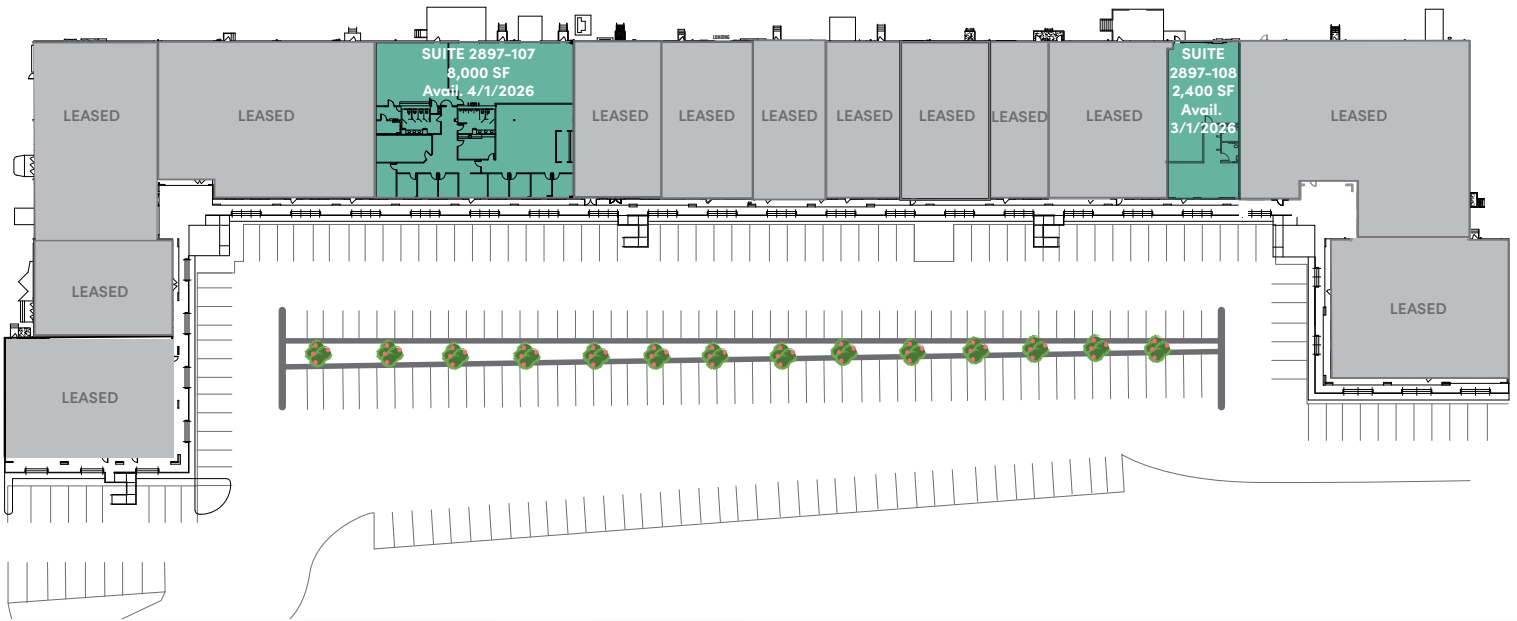 LOADING
SUITE 2897-107
8,000 SF
Avail. 4/1/2026
SUITE
2897-108
2,400 SF
Avail.
3/1/2026
LEASED
LEASED
LEASED
LEASED
LEASED
LEASED
LEASED
LEASED
LEASED
LEASED
LEASED
LEASED
LEASED